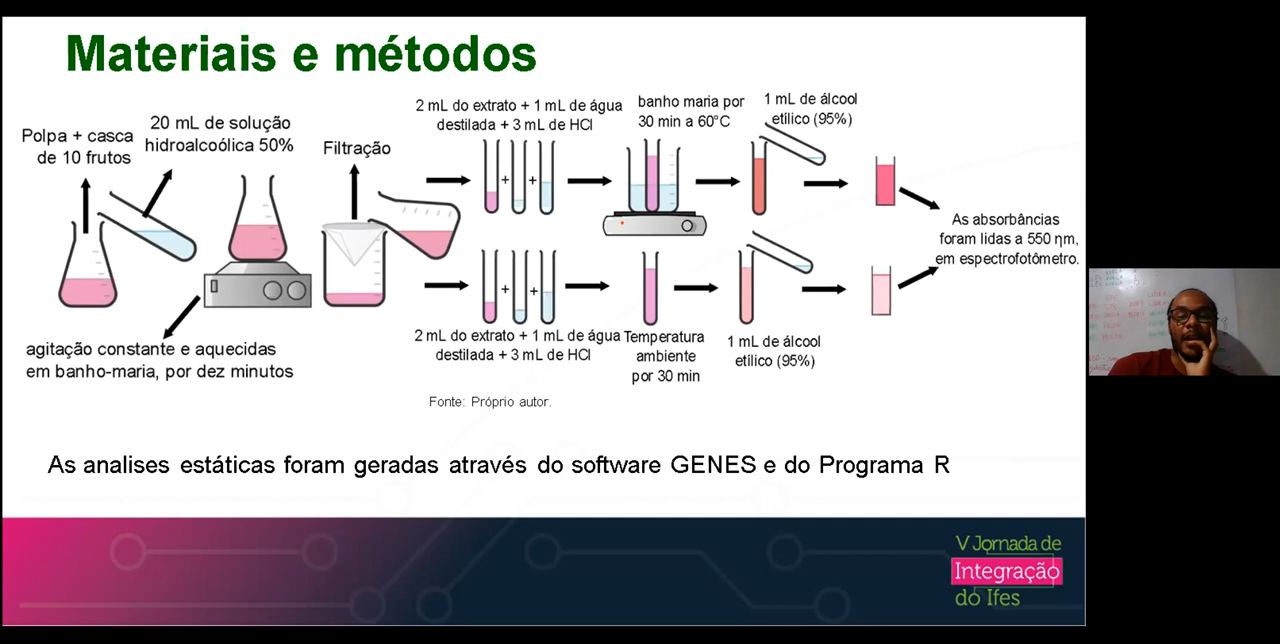 Materiais e métodos
Polpa + casca
de 10 frutos
20 mL de solução
hidroalcoólica 50%
Filtração
agitação constante e aquecidas
em banho-maria, por dez minutos
2 mL do extrato + 1 mL de água
destilada + 3 mL de HCl
+
+
banho maria por
30 min a 60°C
1 mL de álcool
etílico (95%)
2 mL do extrato + 1 mL de água
destilada + 3 mL de HCl
+
+
Temperatura
ambiente
por 30 min
1 mL de álcool
etílico (95%)
As absorbâncias
foram lidas a 550 ηm,
em espectrofotômetro.
Fonte: Próprio autor.
As analises estáticas foram geradas através do software GENES e do Programa R
V Jornada de
Integração
do Ifes